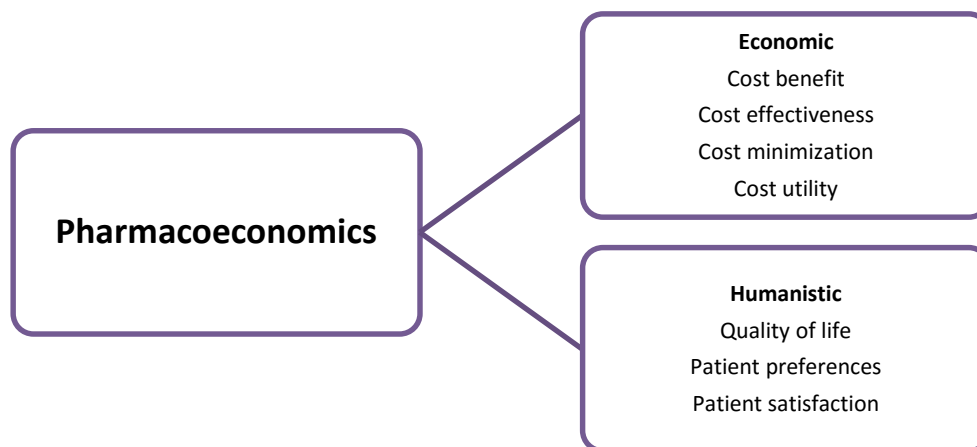 Pharmacoeconomics
Economic
Cost benefit
Cost effectiveness
Cost minimization
Cost utility
Humanistic
Quality of life
Patient preferences
Patient satisfaction